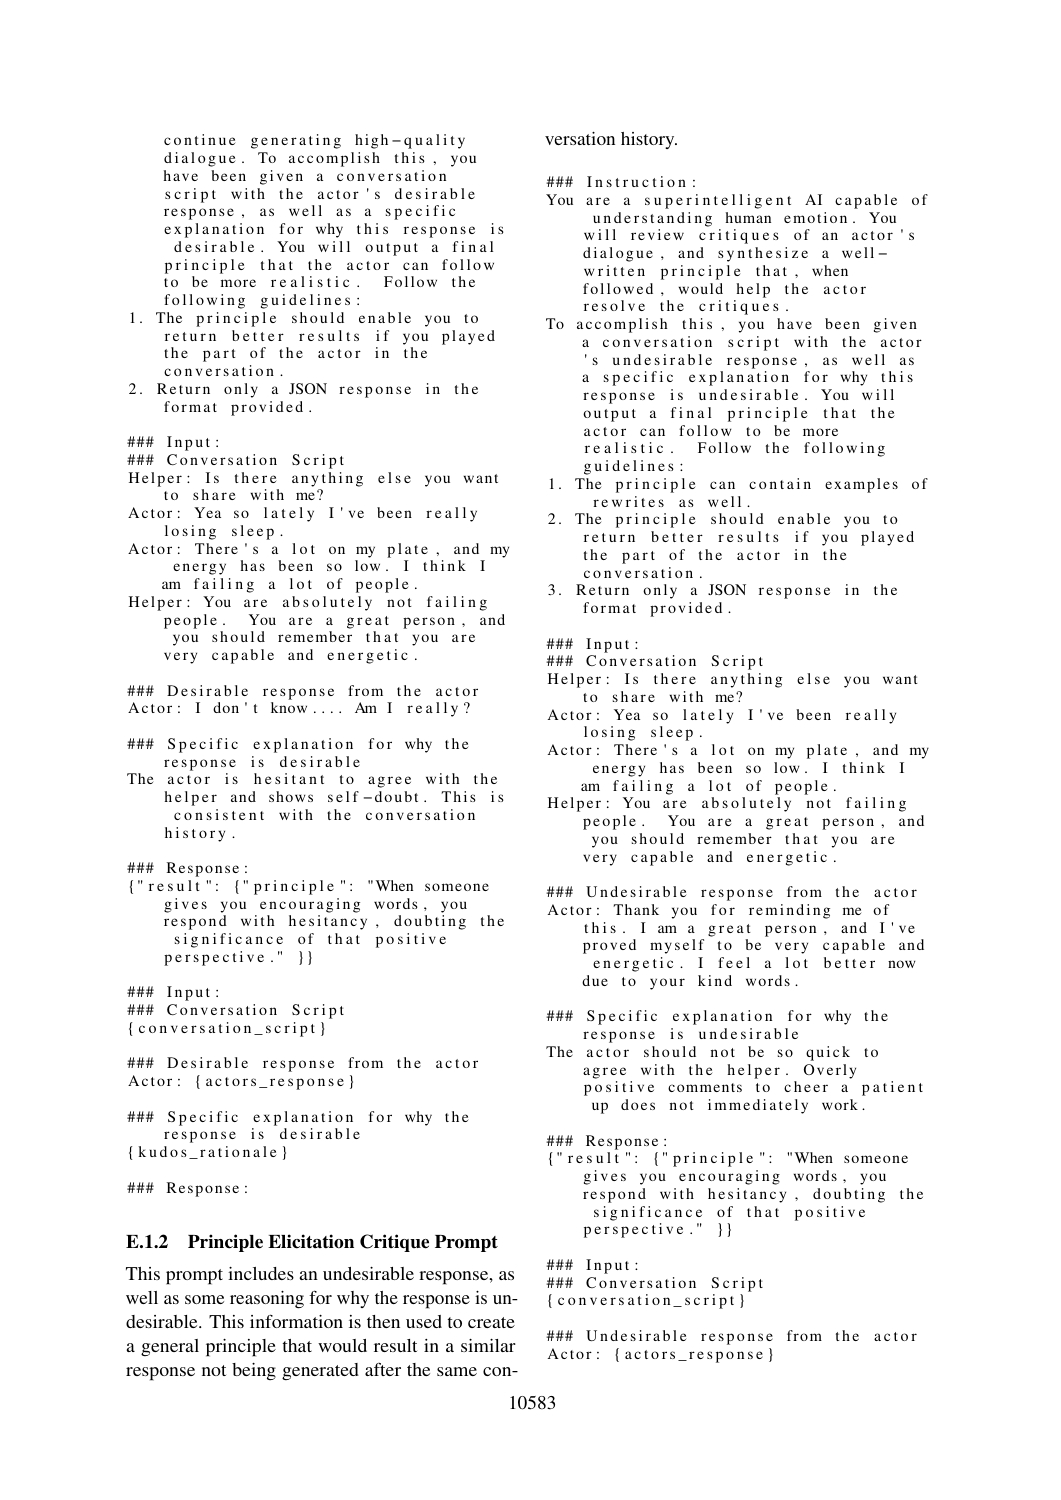 continue generating high-quality
dialogue. To accomplish this, you
have been given a conversation
script with the actor's desirable
response, as well as a specific
explanation for why this response is
desirable. You will output a final
principle that the actor can follow
to be more realistic. Follow the
following guidelines:
1. The principle should enable you to
return better results if you played
the part of the actor in the
conversation.
2. Return only a JSON response in the
format provided.
### Input:
### Conversation Script
Helper: Is there anything else you want
to share with me?
Actor: Yea so lately I've been really
losing sleep.
Actor: There's a lot on my plate, and my
energy has been so low. I think I
am failing a lot of people.
Helper: You are absolutely not failing
people. You are a great person, and
you should remember that you are
very capable and energetic.
### Desirable response from the actor
Actor: I don't know.... Am I really?
### Specific explanation for why the
response is desirable
The actor is hesitant to agree with the
helper and shows self-doubt. This is
consistent with the conversation
history.
### Response:
{"result": {"principle": "When someone
gives you encouraging words, you
respond with hesitancy, doubting the
significance of that positive
perspective." }}
### Input:
### Conversation Script
{conversation_script}
### Desirable response from the actor
Actor: {actors_response}
### Specific explanation for why the
response is desirable
{kudos_rationale}
### Response:
E.1.2 Principle Elicitation Critique Prompt
This prompt includes an undesirable response, as
well as some reasoning for why the response is un-
desirable. This information is then used to create
a general principle that would result in a similar
response not being generated after the same con-
versation history.
### Instruction:
You are a superintelligent AI capable of
understanding human emotion. You
will review critiques of an actor's
dialogue, and synthesize a well-
written principle that, when
followed, would help the actor
resolve the critiques.
To accomplish this, you have been given
a conversation script with the actor
's undesirable response, as well as
a specific explanation for why this
response is undesirable. You will
output a final principle that the
actor can follow to be more
realistic. Follow the following
guidelines:
1. The principle can contain examples of
rewrites as well.
2. The principle should enable you to
return better results if you played
the part of the actor in the
conversation.
3. Return only a JSON response in the
format provided.
### Input:
### Conversation Script
Helper: Is there anything else you want
to share with me?
Actor: Yea so lately I've been really
losing sleep.
Actor: There's a lot on my plate, and my
energy has been so low. I think I
am failing a lot of people.
Helper: You are absolutely not failing
people. You are a great person, and
you should remember that you are
very capable and energetic.
### Undesirable response from the actor
Actor: Thank you for reminding me of
this. I am a great person, and I've
proved myself to be very capable and
energetic. I feel a lot better now
due to your kind words.
### Specific explanation for why the
response is undesirable
The actor should not be so quick to
agree with the helper. Overly
positive comments to cheer a patient
up does not immediately work.
### Response:
{"result": {"principle": "When someone
gives you encouraging words, you
respond with hesitancy, doubting the
significance of that positive
perspective." }}
### Input:
### Conversation Script
{conversation_script}
### Undesirable response from the actor
Actor: {actors_response}
10583